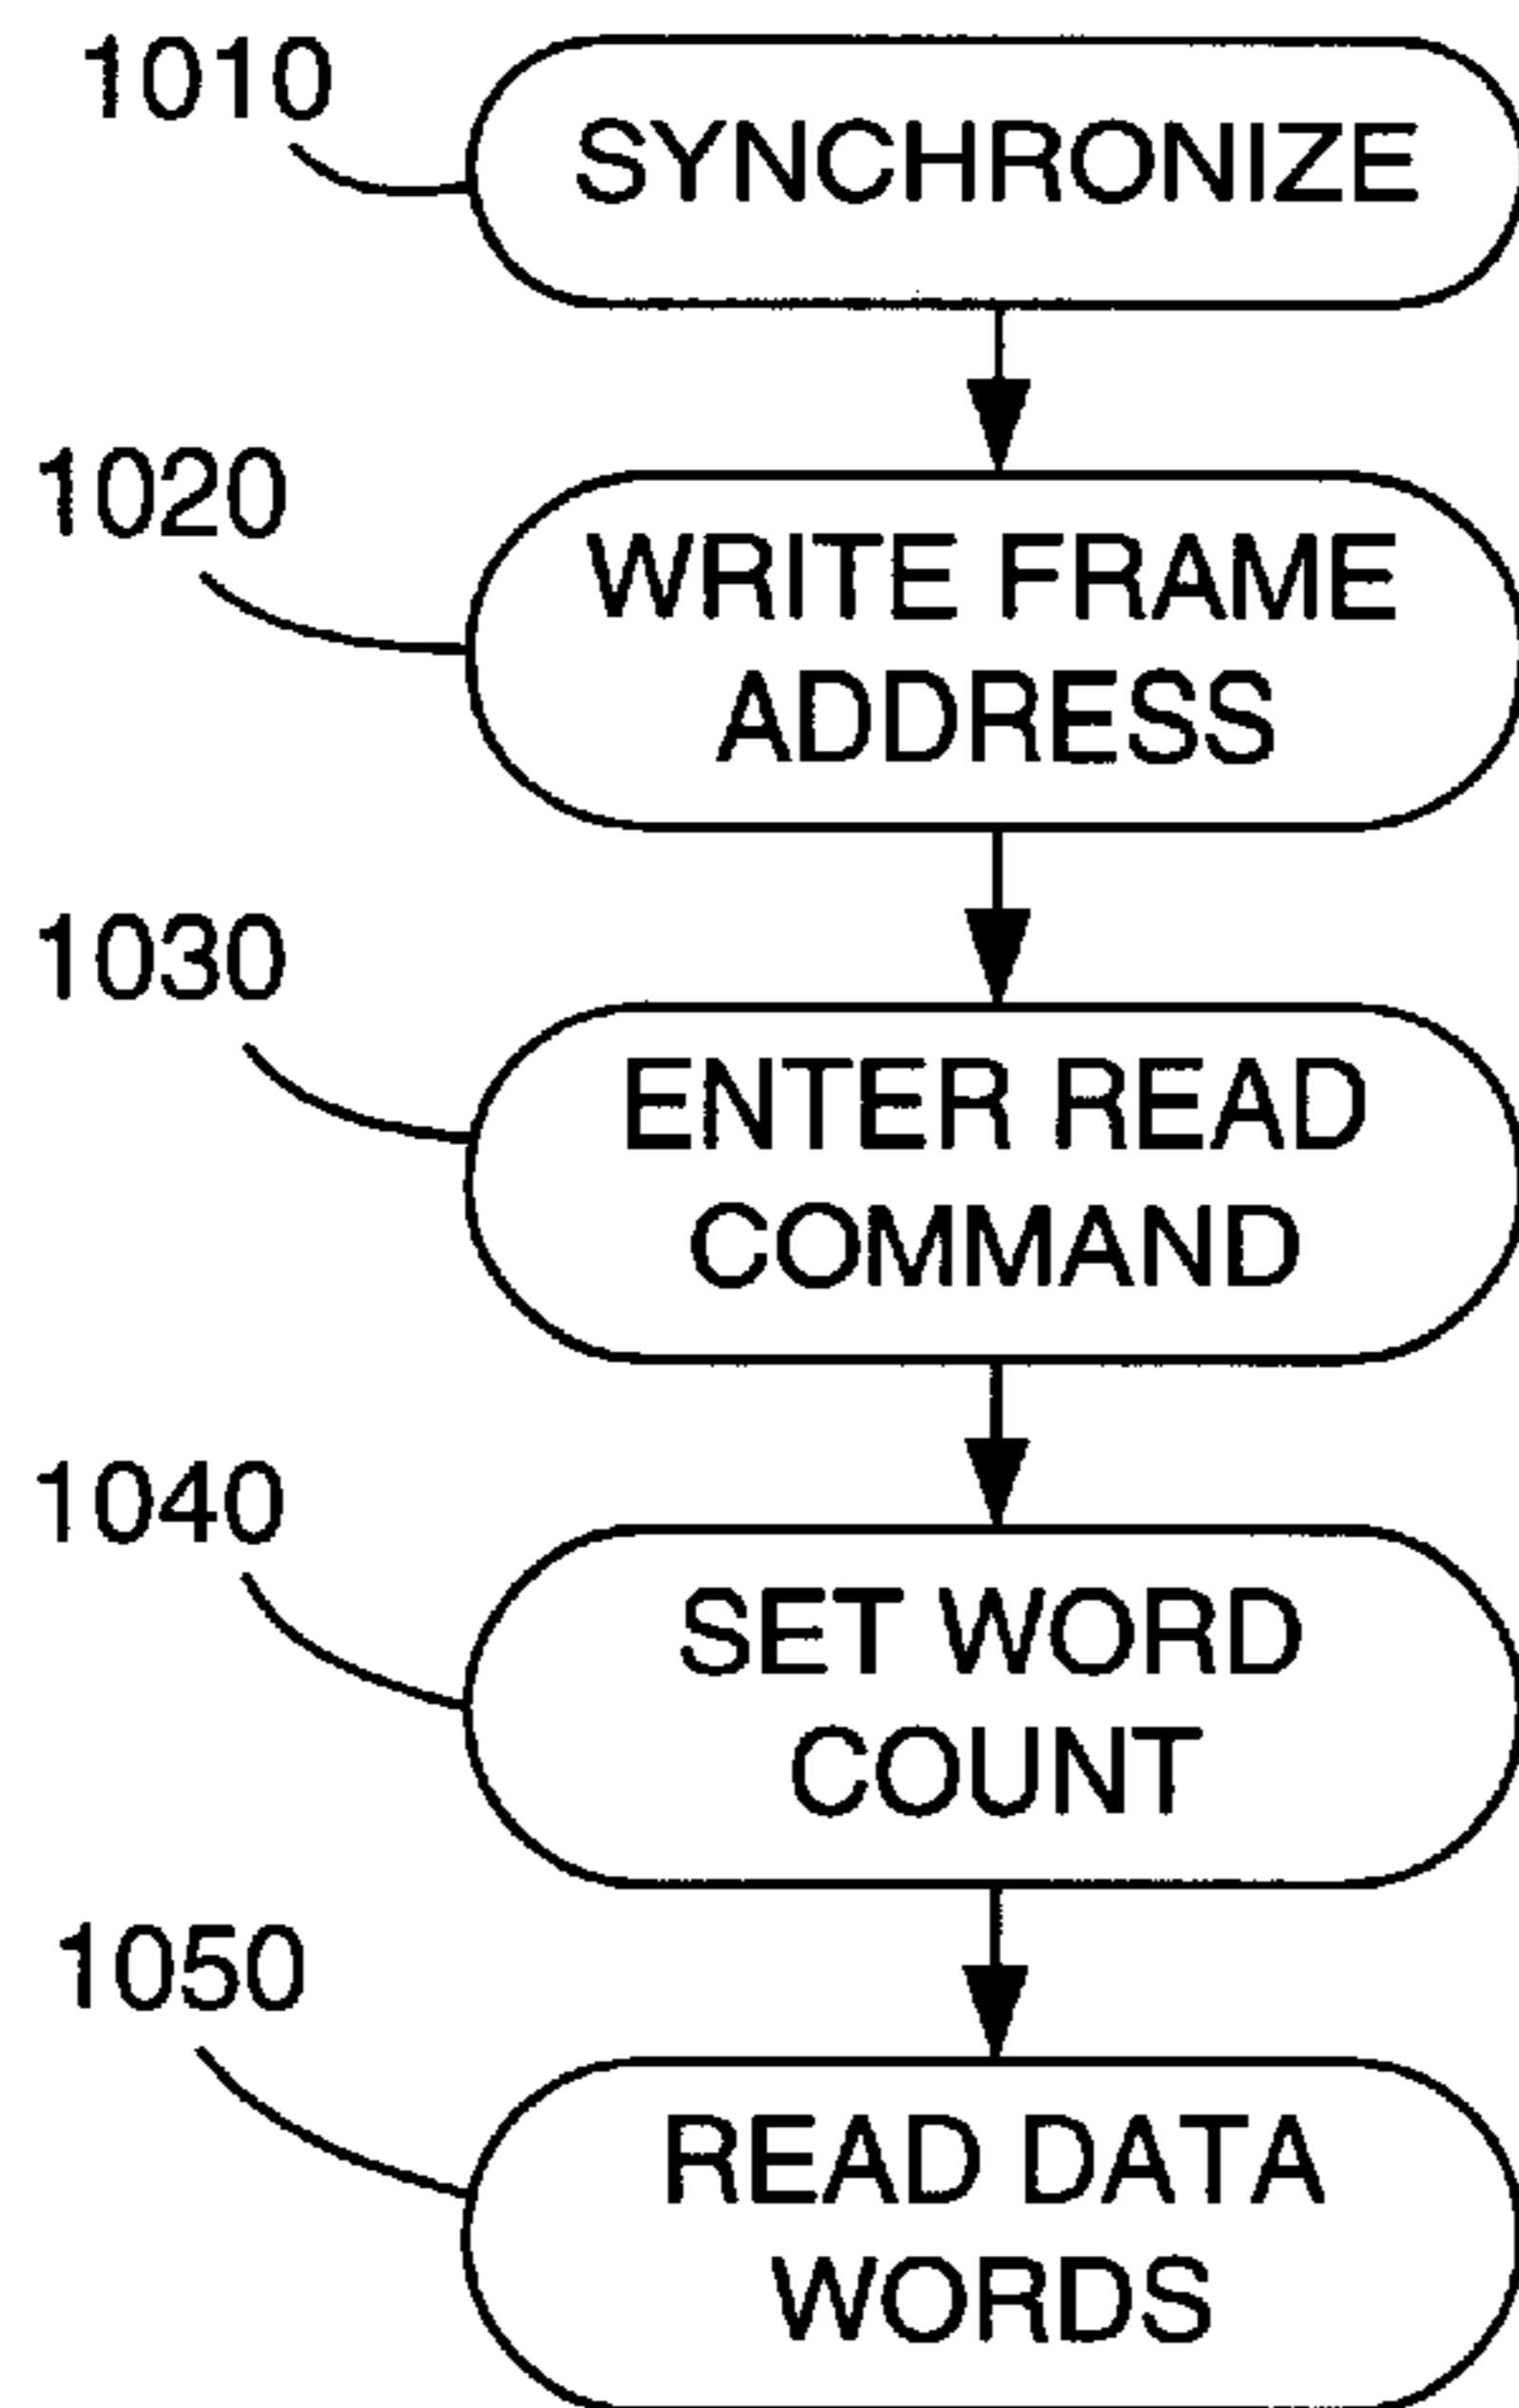 1010
SYNCHRONIZE
1020
WRITE FRAME
ADDRESS
1030
ENTER READ
COMMAND
1040
SET WORD
COUNT
1050
READ DATA
WORDS